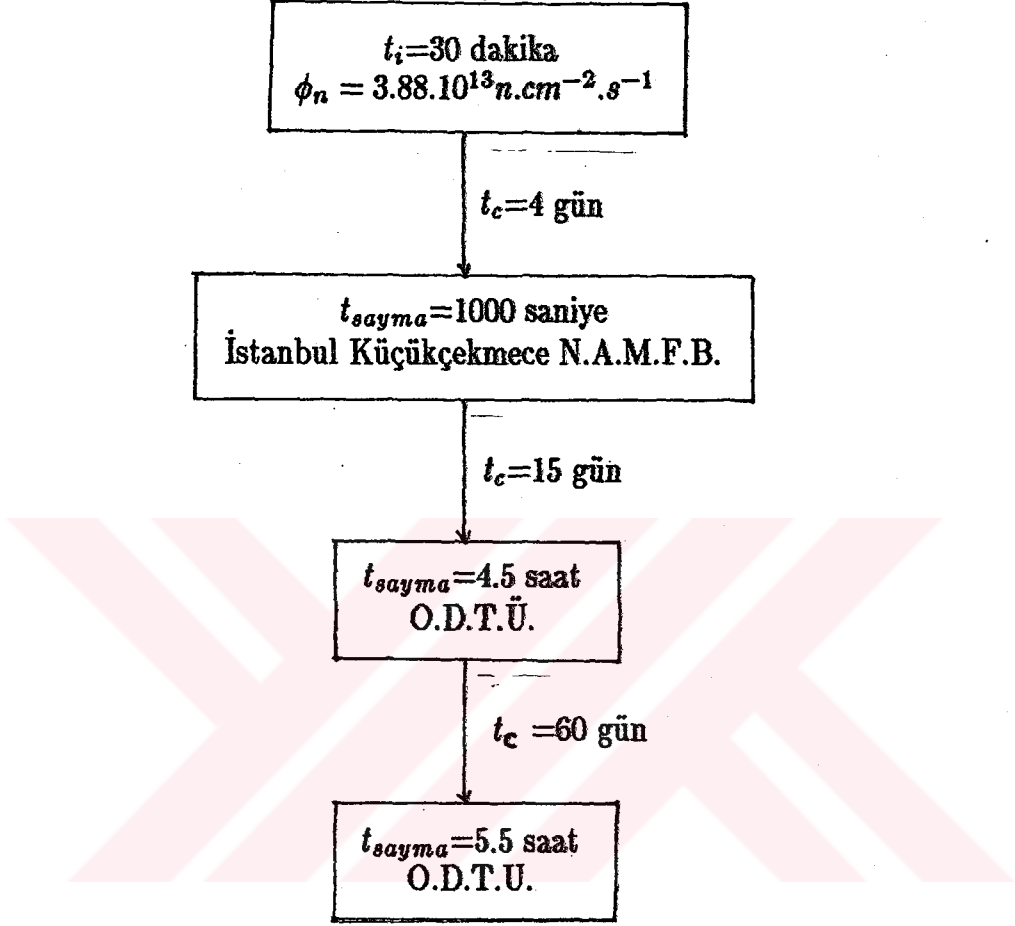 t_i=30 dakika
ϕ_n = 3.88.10^13 n.cm^−2.s^−1
t_c=4 gün
t_sayma=1000 saniye
İstanbul Küçükçekmece N.A.M.F.B.
t_c=15 gün
t_sayma=4.5 saat
O.D.T.Ü.
t_c =60 gün
t_sayma=5.5 saat
O.D.T.U.